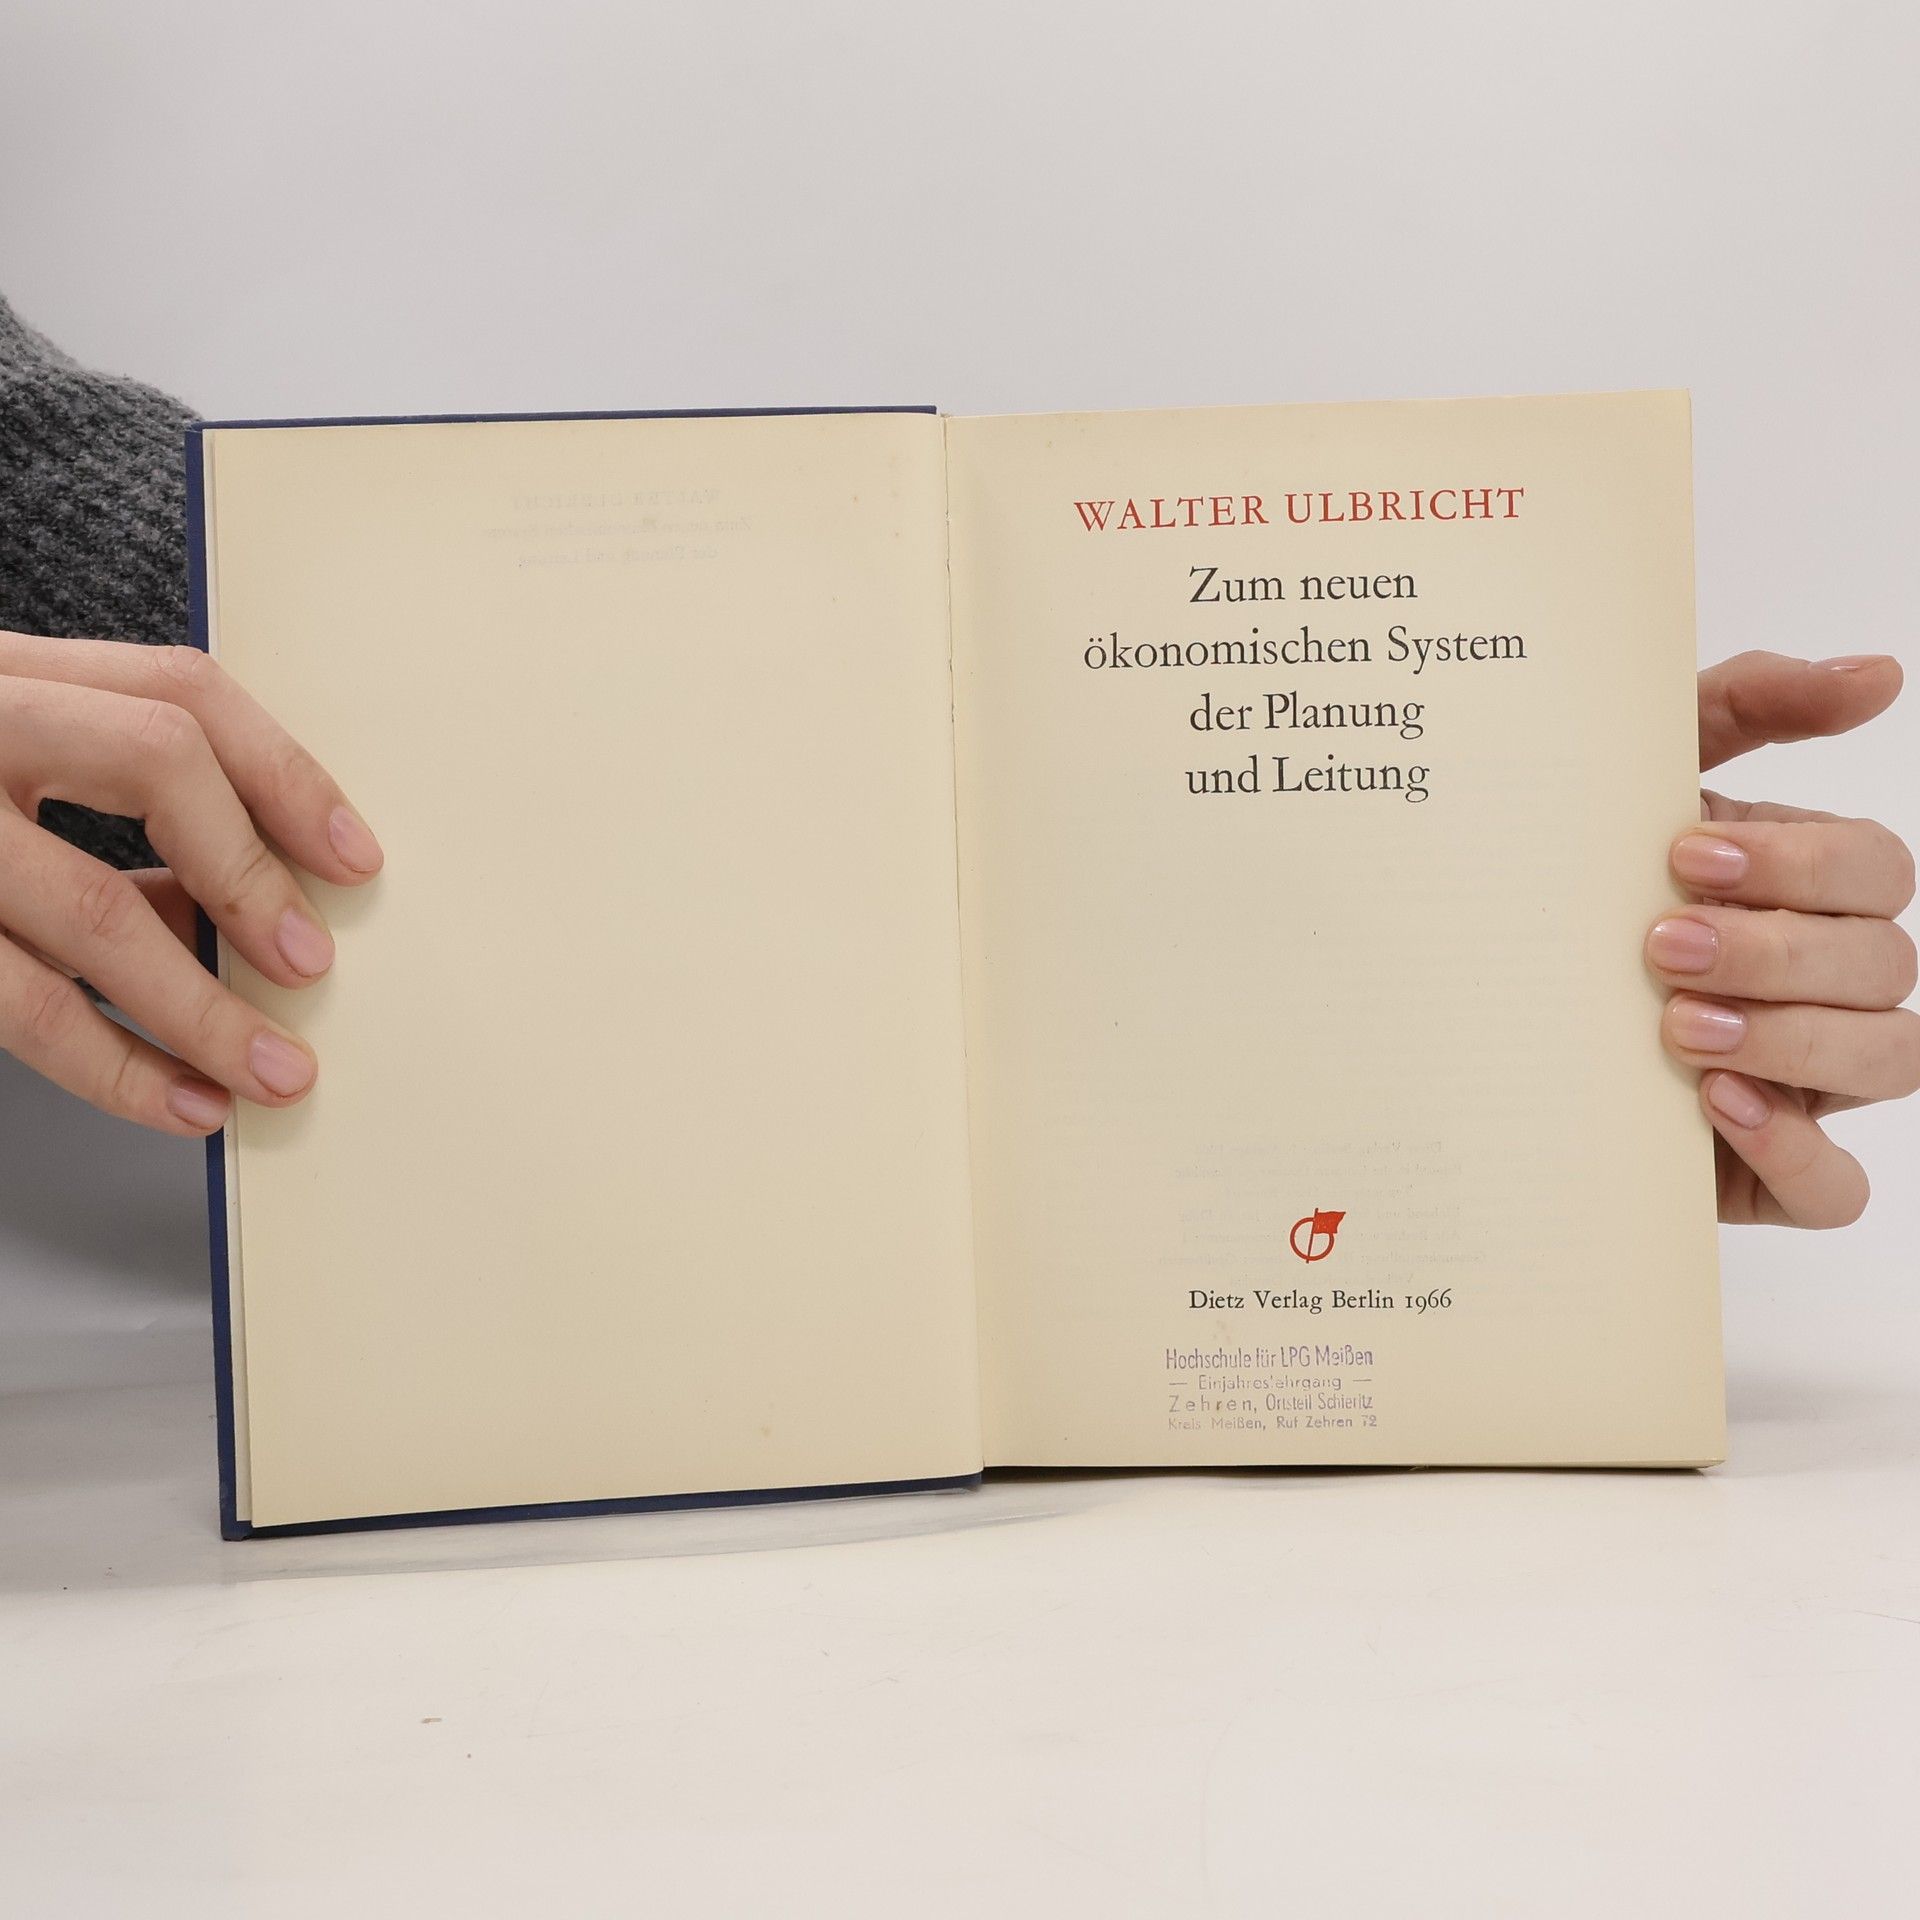 WALTER ULBRICHT
Zum neuen
ökonomischen System
der Planung
und Leitung
Dietz Verlag Berlin 1966
Hochschule für LPG Meißen
— Einjahreslehrgang —
Zehren, Ortsteil Schieritz
Kreis Meißen, Ruf Zehren 72